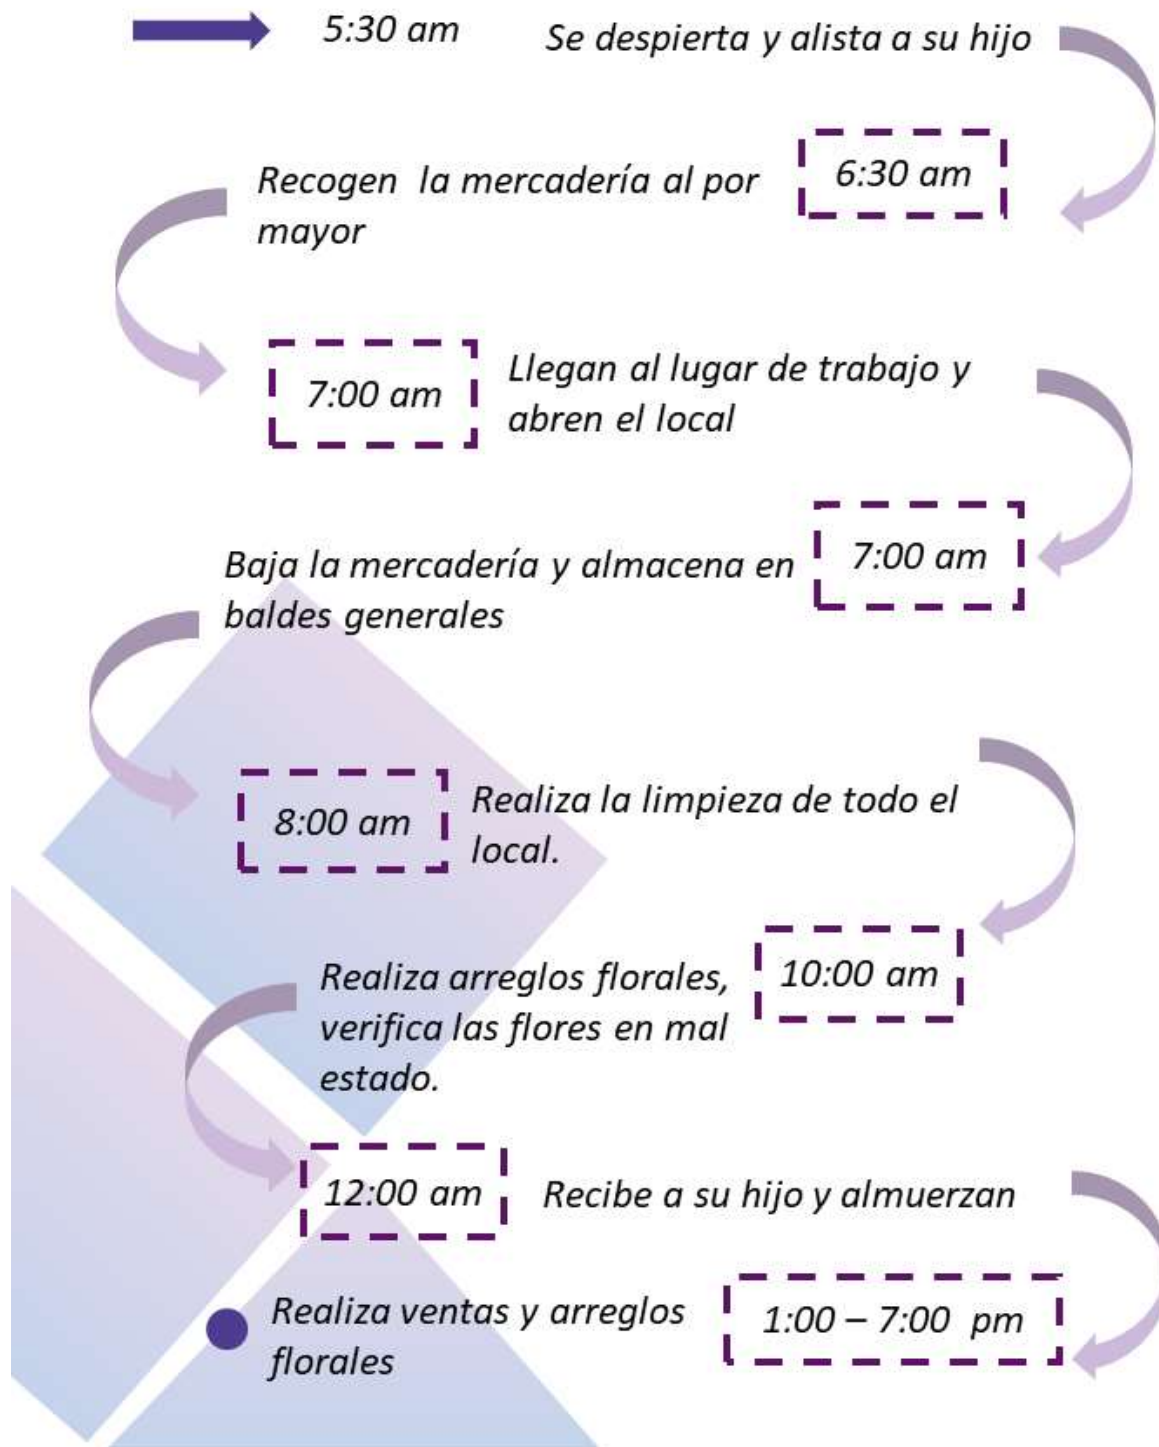 5:30 am
Se despierta y alista a su hijo
6:30 am
Recogen la mercadería al por
mayor
7:00 am
Llegan al lugar de trabajo y
abren el local
7:00 am
Baja la mercadería y almacena en
baldes generales
8:00 am
Realiza la limpieza de todo el
local.
10:00 am
Realiza arreglos florales,
verifica las flores en mal
estado.
12:00 am
Recibe a su hijo y almuerzan
1:00 – 7:00 pm
Realiza ventas y arreglos
florales